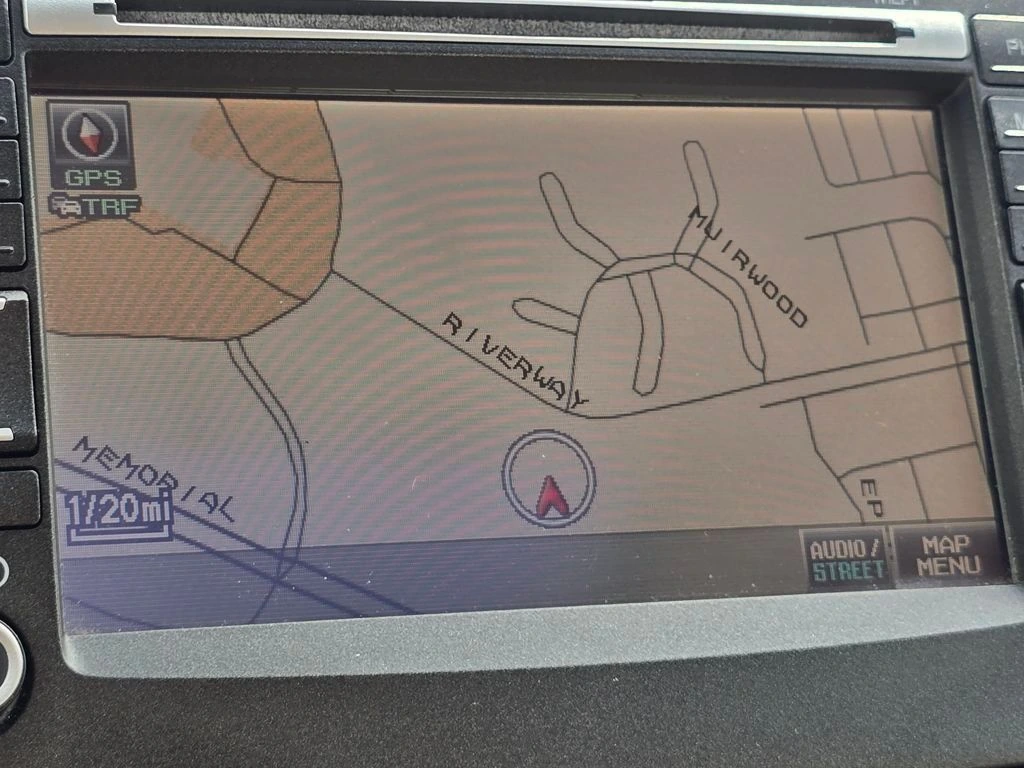 GPS
TRF
MUIRWOOD
RIVERWAY
MEMORIAL
1/20mi
EP
AUDIO/
STREET
MAP
MENU